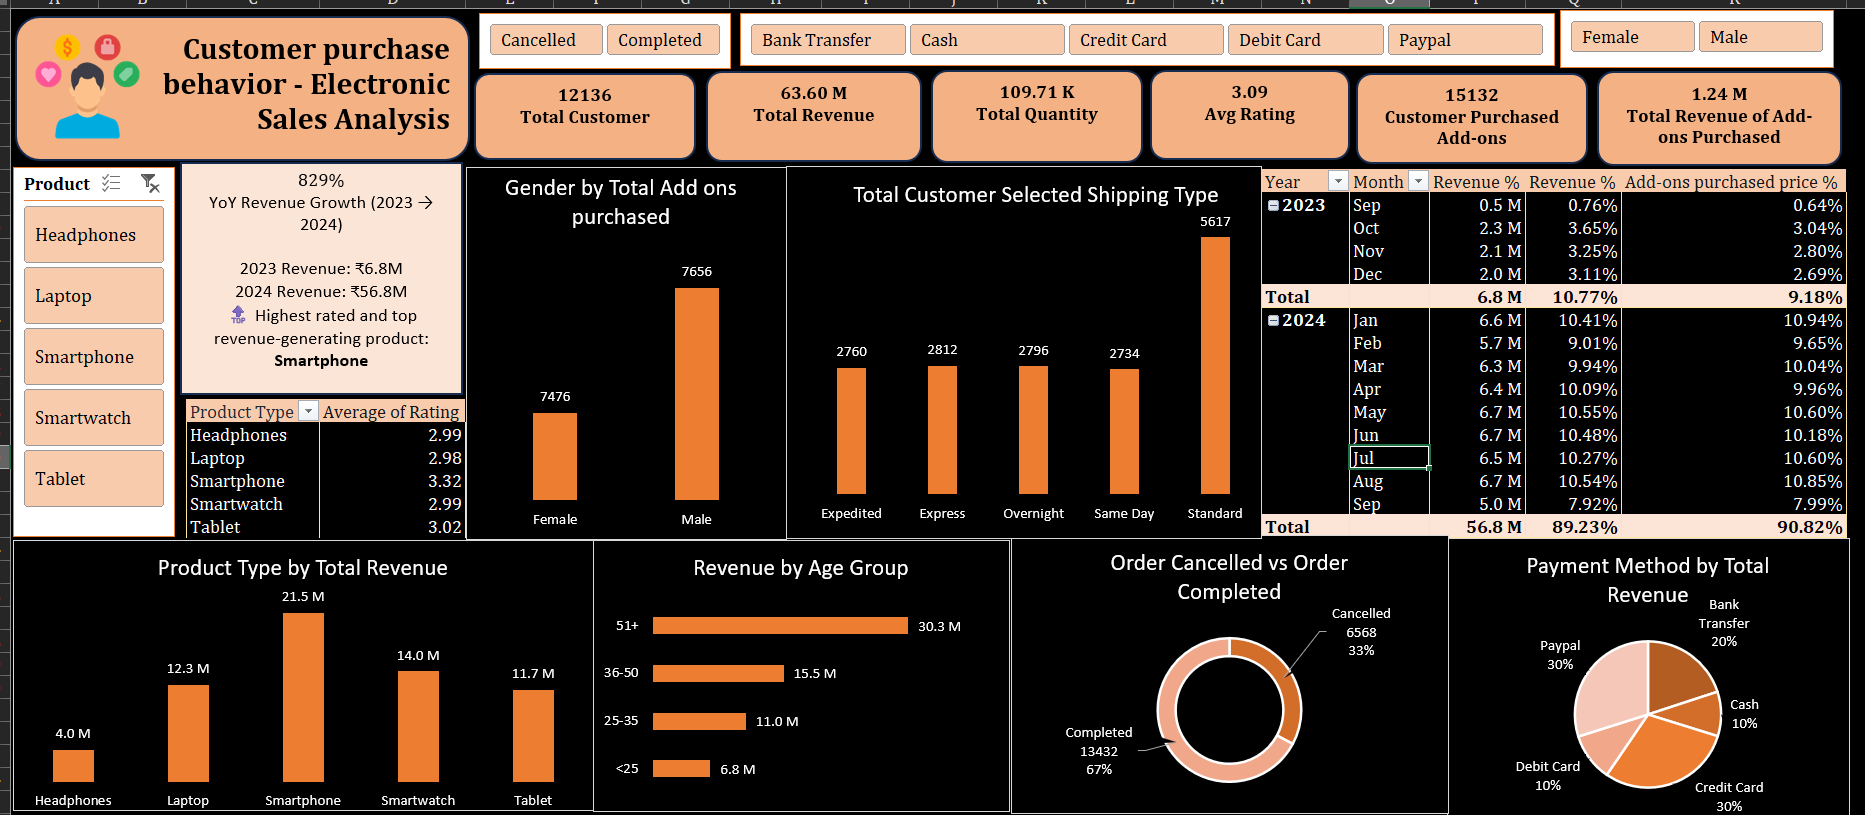 Customer purchase
behavior - Electronic
Sales Analysis
Cancelled
Completed
Bank Transfer
Cash
Credit Card
Debit Card
Paypal
Female
Male
12136
Total Customer
63.60 M
Total Revenue
109.71 K
Total Quantity
3.09
Avg Rating
15132
Customer Purchased
Add-ons
1.24 M
Total Revenue of Add-
ons Purchased
Product
Headphones
Laptop
Smartphone
Smartwatch
Tablet
829%
YoY Revenue Growth (2023 →
2024)
2023 Revenue: ₹6.8M
2024 Revenue: ₹56.8M
TOP Highest rated and top
revenue-generating product:
Smartphone
Product Type Average of Rating
Headphones 2.99
Laptop 2.98
Smartphone 3.32
Smartwatch 2.99
Tablet 3.02
Gender by Total Add ons
purchased
7656
7476
Female Male
Total Customer Selected Shipping Type
5617
2760 2812 2796 2734
Expedited Express Overnight Same Day Standard
Year Month Revenue % Revenue % Add-ons purchased price %
2023 Sep 0.5 M 0.76% 0.64%
Oct 2.3 M 3.65% 3.04%
Nov 2.1 M 3.25% 2.80%
Dec 2.0 M 3.11% 2.69%
Total 6.8 M 10.77% 9.18%
2024 Jan 6.6 M 10.41% 10.94%
Feb 5.7 M 9.01% 9.65%
Mar 6.3 M 9.94% 10.04%
Apr 6.4 M 10.09% 9.96%
May 6.7 M 10.55% 10.60%
Jun 6.7 M 10.48% 10.18%
Jul 6.5 M 10.27% 10.60%
Aug 6.7 M 10.54% 10.85%
Sep 5.0 M 7.92% 7.99%
Total 56.8 M 89.23% 90.82%
Product Type by Total Revenue
21.5 M
14.0 M
12.3 M
11.7 M
4.0 M
Headphones Laptop Smartphone Smartwatch Tablet
Revenue by Age Group
51+ 30.3 M
36-50 15.5 M
25-35 11.0 M
<25 6.8 M
Order Cancelled vs Order
Completed
Cancelled
6568
33%
Completed
13432
67%
Payment Method by Total
Revenue
Bank
Transfer
20%
Paypal
30%
Cash
10%
Debit Card
10%
Credit Card
30%